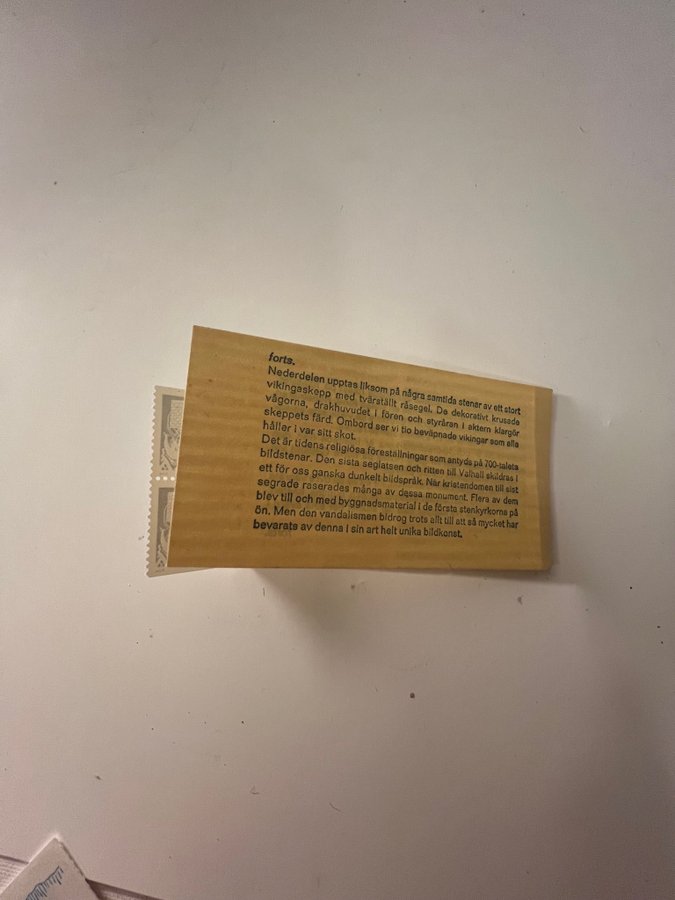 forts.
Nederdelen upptas liksom på några samtida stenar av ett stort
vikingaskepp med tvärställt råsegel. De dekorativt krusade
vågorna, drakhuvudet i fören och styråran i aktern klargör
skeppets färd. Ombord ser vi tio beväpnade vikingar som alla
håller i var sitt skot.
Det är tidens religiösa föreställningar som antyds på 700-talets
bildstenar. Den sista seglatsen och ritten till Valhall skildras i
ett för oss ganska dunkelt bildspråk. När kristendomen till sist
segrade raserades många av dessa monument. Flera av dem
blev till och med byggnadsmaterial i de första stenkyrkorna på
ön. Men den vandalismen bidrog trots allt till att så mycket har
bevarats av denna i sin art helt unika bildkonst.